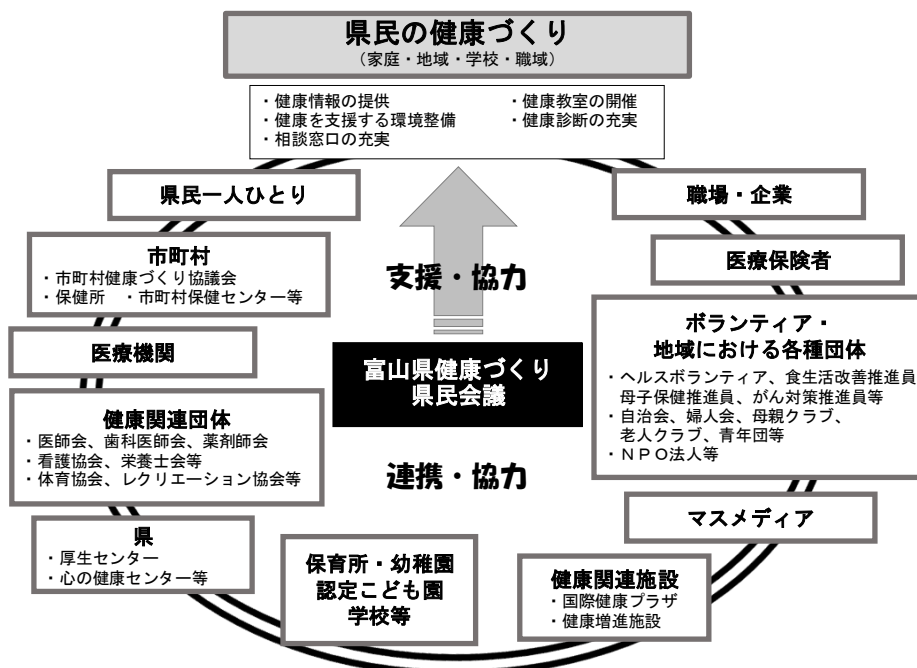 県民の健康づくり
（家庭・地域・学校・職域）
・健康情報の提供
・健康を支援する環境整備
・相談窓口の充実
・健康教室の開催
・健康診断の充実
県民一人ひとり
職場・企業
市町村
・市町村健康づくり協議会
・保健所　・市町村保健センター等
支援・協力
医療保険者
医療機関
富山県健康づくり
県民会議
ボランティア・
地域における各種団体
・ヘルスボランティア、食生活改善推進員
母子保健推進員、がん対策推進員等
・自治会、婦人会、母親クラブ、
老人クラブ、青年団等
・ＮＰＯ法人等
健康関連団体
・医師会、歯科医師会、薬剤師会
・看護協会、栄養士会等
・体育協会、レクリエーション協会等
連携・協力
マスメディア
県
・厚生センター
・心の健康センター等
保育所・幼稚園
認定こども園
学校等
健康関連施設
・国際健康プラザ
・健康増進施設